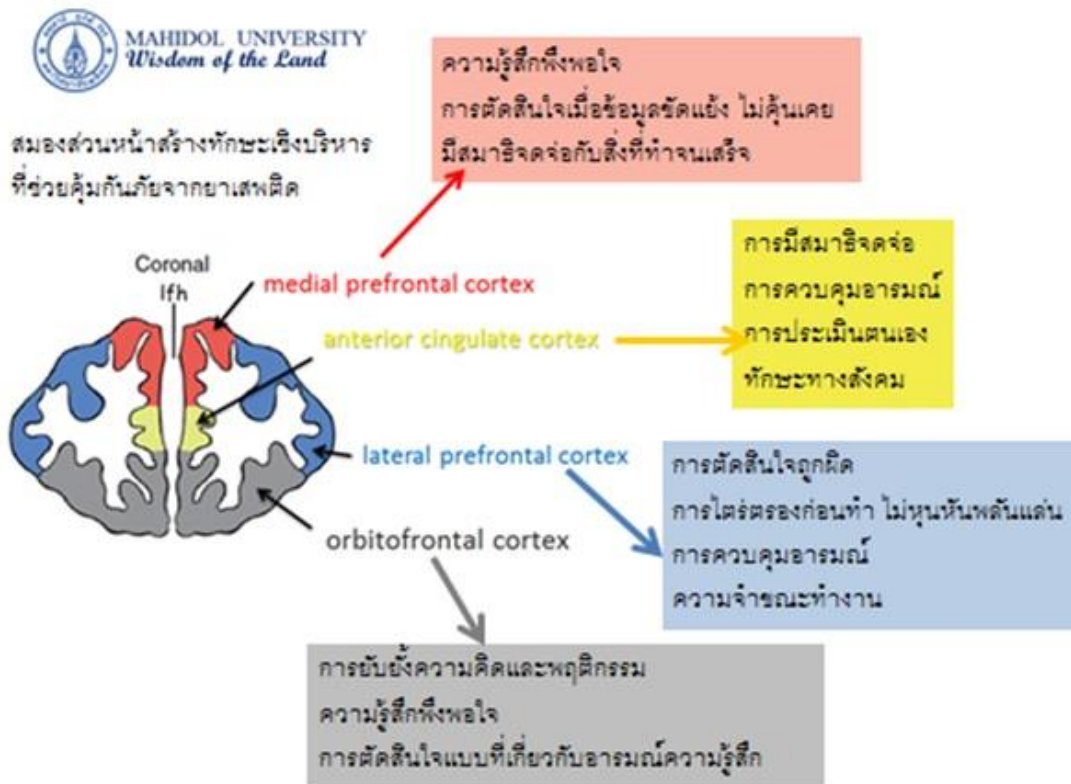 MAHIDOL UNIVERSITY
Wisdom of the Land
สมองส่วนหน้าสร้างทักษะเชิงบริหาร
ที่ช่วยคุ้มกันภัยจากยาเสพติด
ความรู้สึกพึงพอใจ
การตัดสินใจเมื่อข้อมูลขัดแย้ง ไม่คุ้นเคย
มีสมาธิจดจ่อกับสิ่งที่ทำจนเสร็จ
Coronal
Ifh
medial prefrontal cortex
anterior cingulate cortex
การมีสมาธิจดจ่อ
การควบคุมอารมณ์
การประเมินตนเอง
ทักษะทางสังคม
lateral prefrontal cortex
การตัดสินใจถูกผิด
การไตร่ตรองก่อนทำ ไม่หุนหันพลันแล่น
การควบคุมอารมณ์
ความจำขณะทำงาน
orbitofrontal cortex
การยับยั้งความคิดและพฤติกรรม
ความรู้สึกพึงพอใจ
การตัดสินใจแบบที่เกี่ยวกับอารมณ์ความรู้สึก